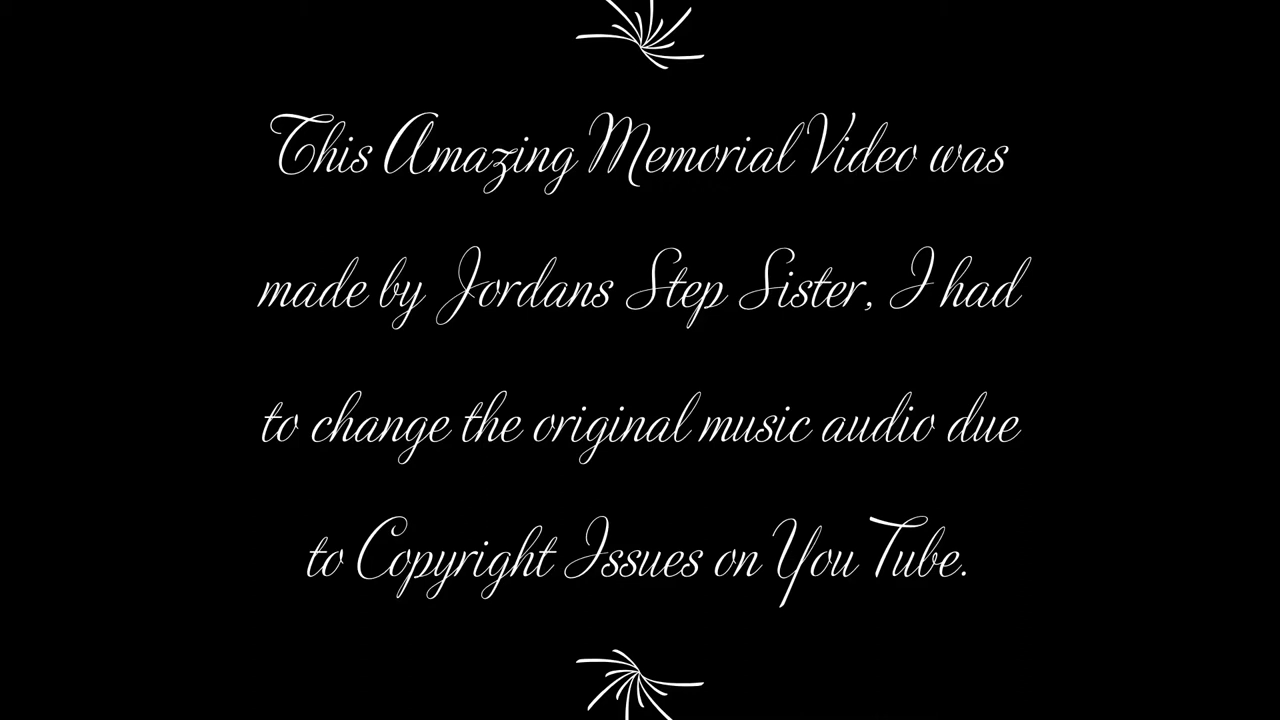 This Amazing Memorial Video was
made by Jordans Step Sister, I had
to change the original music audio due
to Copyright Issues on You Tube.